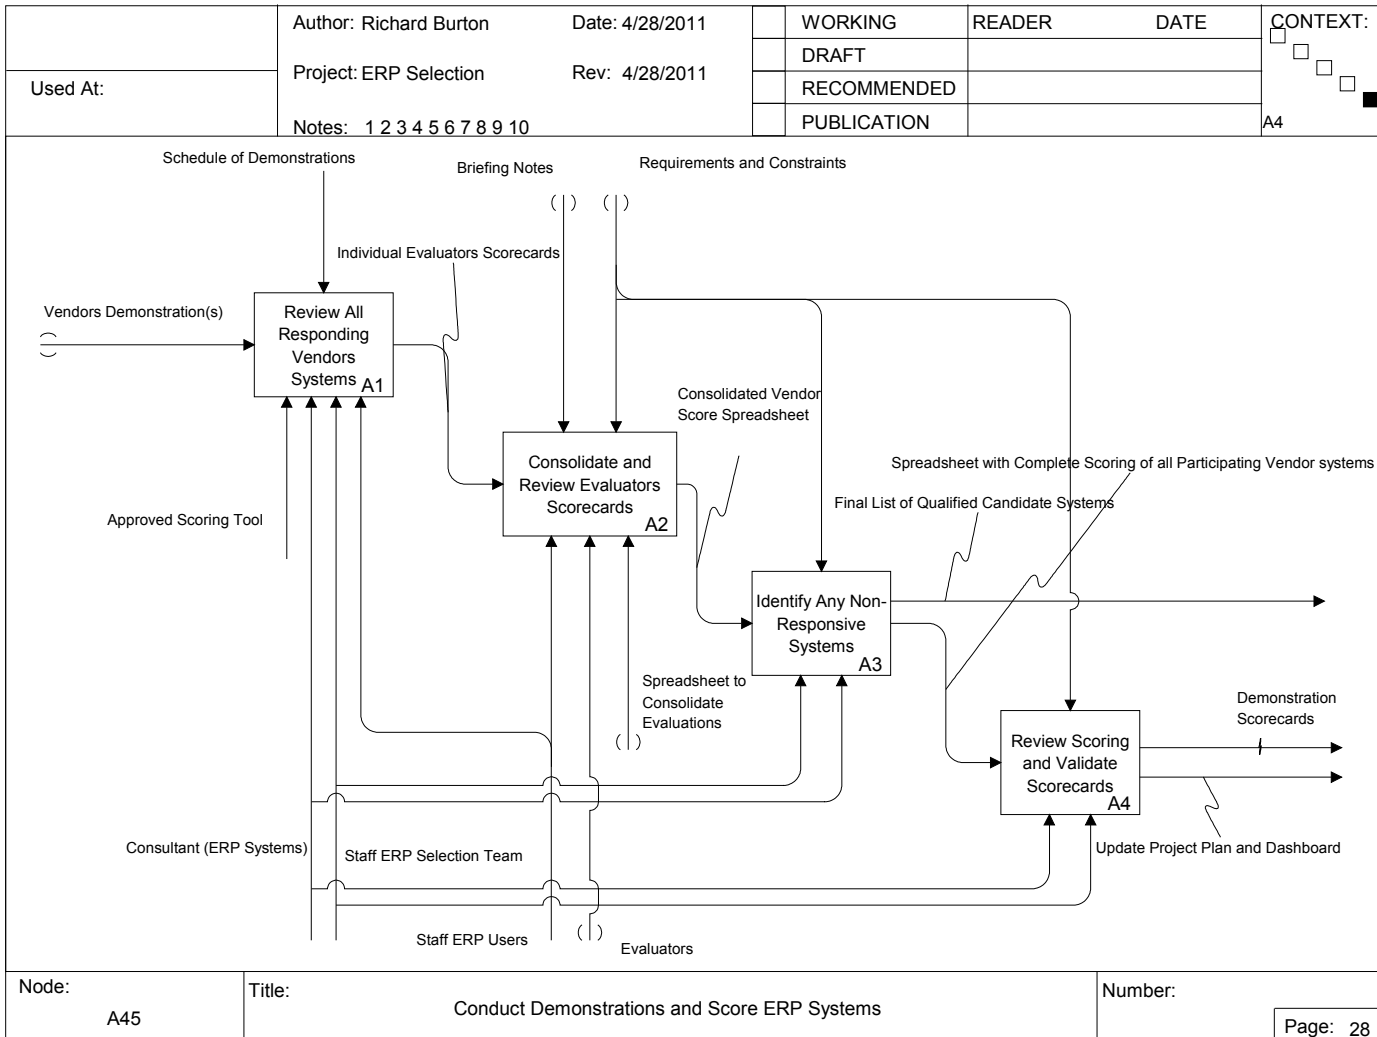 Used At:
Author: Richard Burton
Date: 4/28/2011
Project: ERP Selection
Rev: 4/28/2011
Notes: 1 2 3 4 5 6 7 8 9 10
WORKING
DRAFT
RECOMMENDED
PUBLICATION
READER
DATE
CONTEXT:
A4
Schedule of Demonstrations
Briefing Notes
Requirements and Constraints
Individual Evaluators Scorecards
Vendors Demonstration(s)
Review All
Responding
Vendors
Systems
A1
Consolidated Vendor
Score Spreadsheet
Consolidate and
Review Evaluators
Scorecards
A2
Spreadsheet with Complete Scoring of all Participating Vendor systems
Final List of Qualified Candidate Systems
Approved Scoring Tool
Identify Any Non-
Responsive
Systems
A3
Spreadsheet to
Consolidate
Evaluations
Demonstration
Scorecards
Review Scoring
and Validate
Scorecards
A4
Consultant (ERP Systems)
Staff ERP Selection Team
Update Project Plan and Dashboard
Staff ERP Users
Evaluators
Node:
A45
Title:
Conduct Demonstrations and Score ERP Systems
Number:
Page: 28